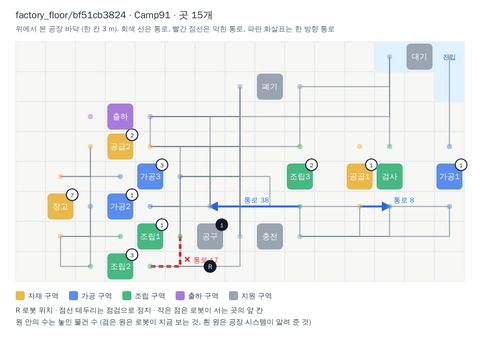 factory_floor/bf51cb3824 · Camp91 · 곳 15개
위에서 본 공장 바닥 (한 칸 3 m). 회색 선은 통로, 빨간 점선은 막힌 통로, 파란 화살표는 한 방향 통로
대기
폐기
출하
2
공급2
3
가공3
2
조립3
1
공급1
검사
1
가공1
7
창고
1
가공2
통로 38
통로 8
1
조립1
1
공구
충전
2
조립2
통로 17
R
자재 구역
가공 구역
조립 구역
출하 구역
지원 구역
R 로봇 위치 · 점선 테두리는 점검으로 정지 · 작은 점은 로봇이 서는 곳의 앞 칸
원 안의 수는 놓인 물건 수 (검은 원은 로봇이 지금 보는 것, 흰 원은 공장 시스템이 알려 준 것)